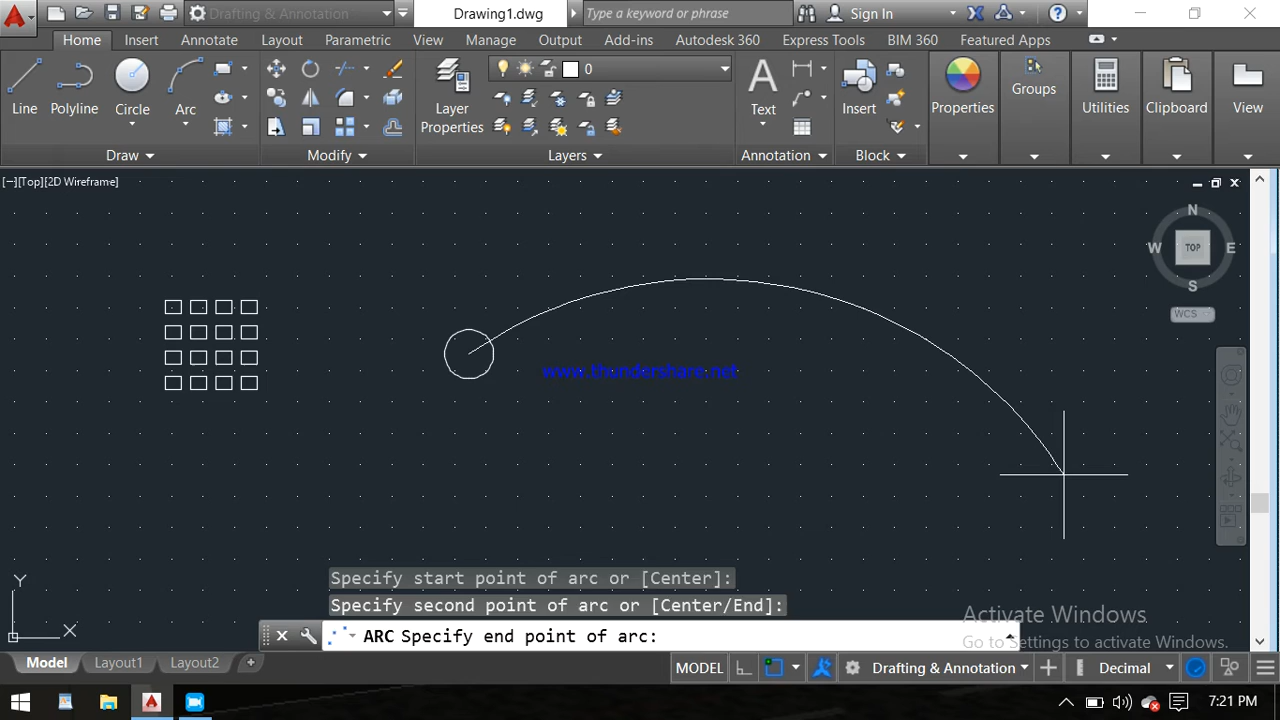 Drafting & Annotation
Drawing1.dwg
Type a keyword or phrase
Sign In
Home
Insert
Annotate
Layout
Parametric
View
Manage
Output
Add-ins
Autodesk 360
Express Tools
BIM 360
Featured Apps
Line
Polyline
Circle
Arc
Layer
Properties
0
Text
Insert
Properties
Groups
Utilities
Clipboard
View
Draw
Modify
Layers
Annotation
Block
[−][Top][2D Wireframe]
N
W
TOP
E
S
WCS
www.thundershare.net
Y
X
Specify start point of arc or [Center]:
Specify second point of arc or [Center/End]:
ARC Specify end point of arc:
Activate Windows
Go to Settings to activate Windows.
Model
Layout1
Layout2
MODEL
Drafting & Annotation
Decimal
7:21 PM